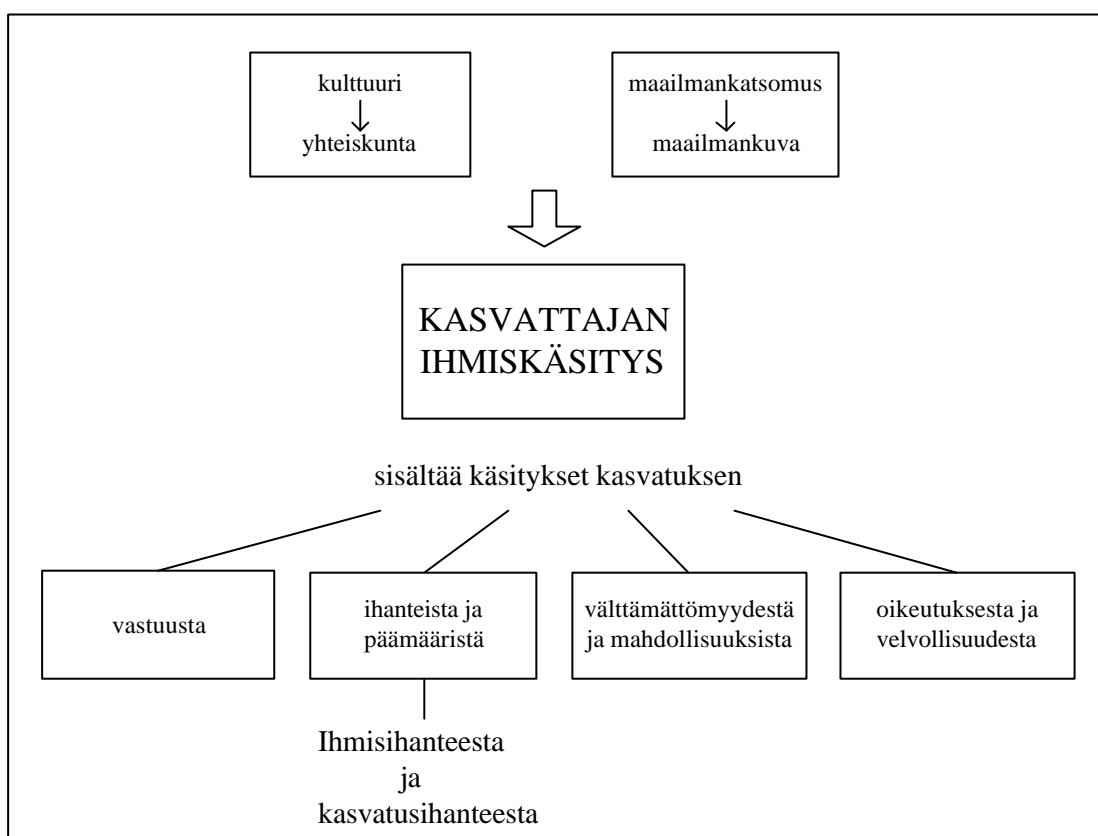 kulttuuri
yhteiskunta
maailmankatsomus
maailmankuva
KASVATTAJAN
IHMISKÄSITYS
sisältää käsitykset kasvatuksen
vastuusta
ihanteista ja
päämääristä
välttämättömyydestä
ja mahdollisuuksista
oikeutuksesta ja
velvollisuudesta
Ihmisihanteesta
ja
kasvatusihanteesta